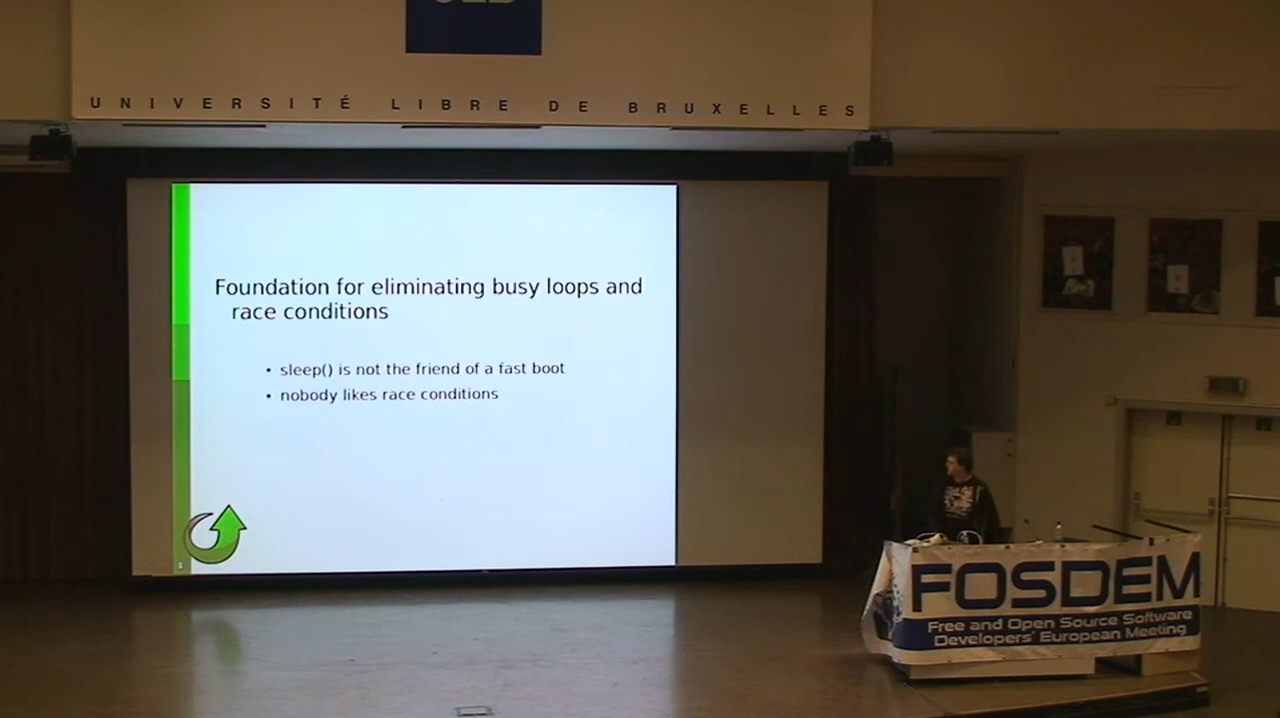 UNIVERSITÉ LIBRE DE BRUXELLES
Foundation for eliminating busy loops and
race conditions
• sleep() is not the friend of a fast boot
• nobody likes race conditions
FOSDEM
Free and Open Source Software
Developers' European Meeting